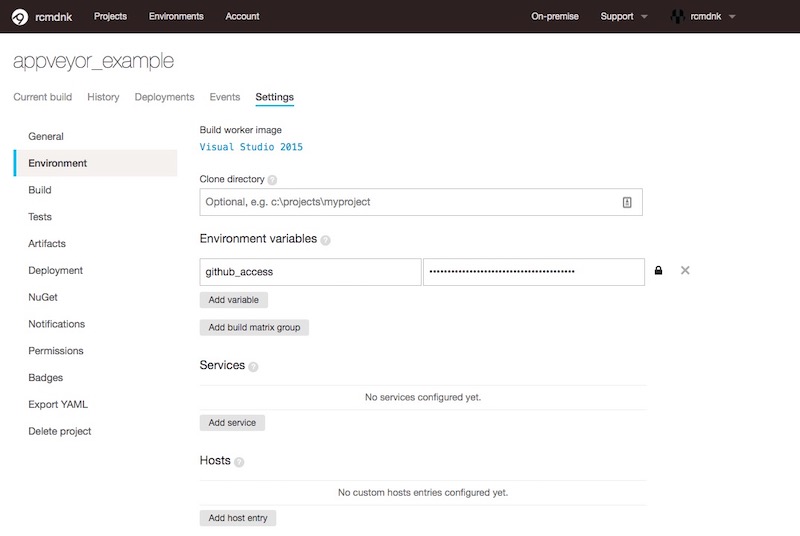 rcmdnk Projects Environments Account On-premise Support rcmdnk
appveyor_example
Current build History Deployments Events Settings
General
Environment
Build
Tests
Artifacts
Deployment
NuGet
Notifications
Permissions
Badges
Export YAML
Delete project
Build worker image
Visual Studio 2015
Clone directory ?
Optional, e.g. c:\projects\myproject
Environment variables ?
github_access ••••••••••••••••••••••••••••••••••••••••
Add variable
Add build matrix group
Services ?
No services configured yet.
Add service
Hosts ?
No custom hosts entries configured yet.
Add host entry